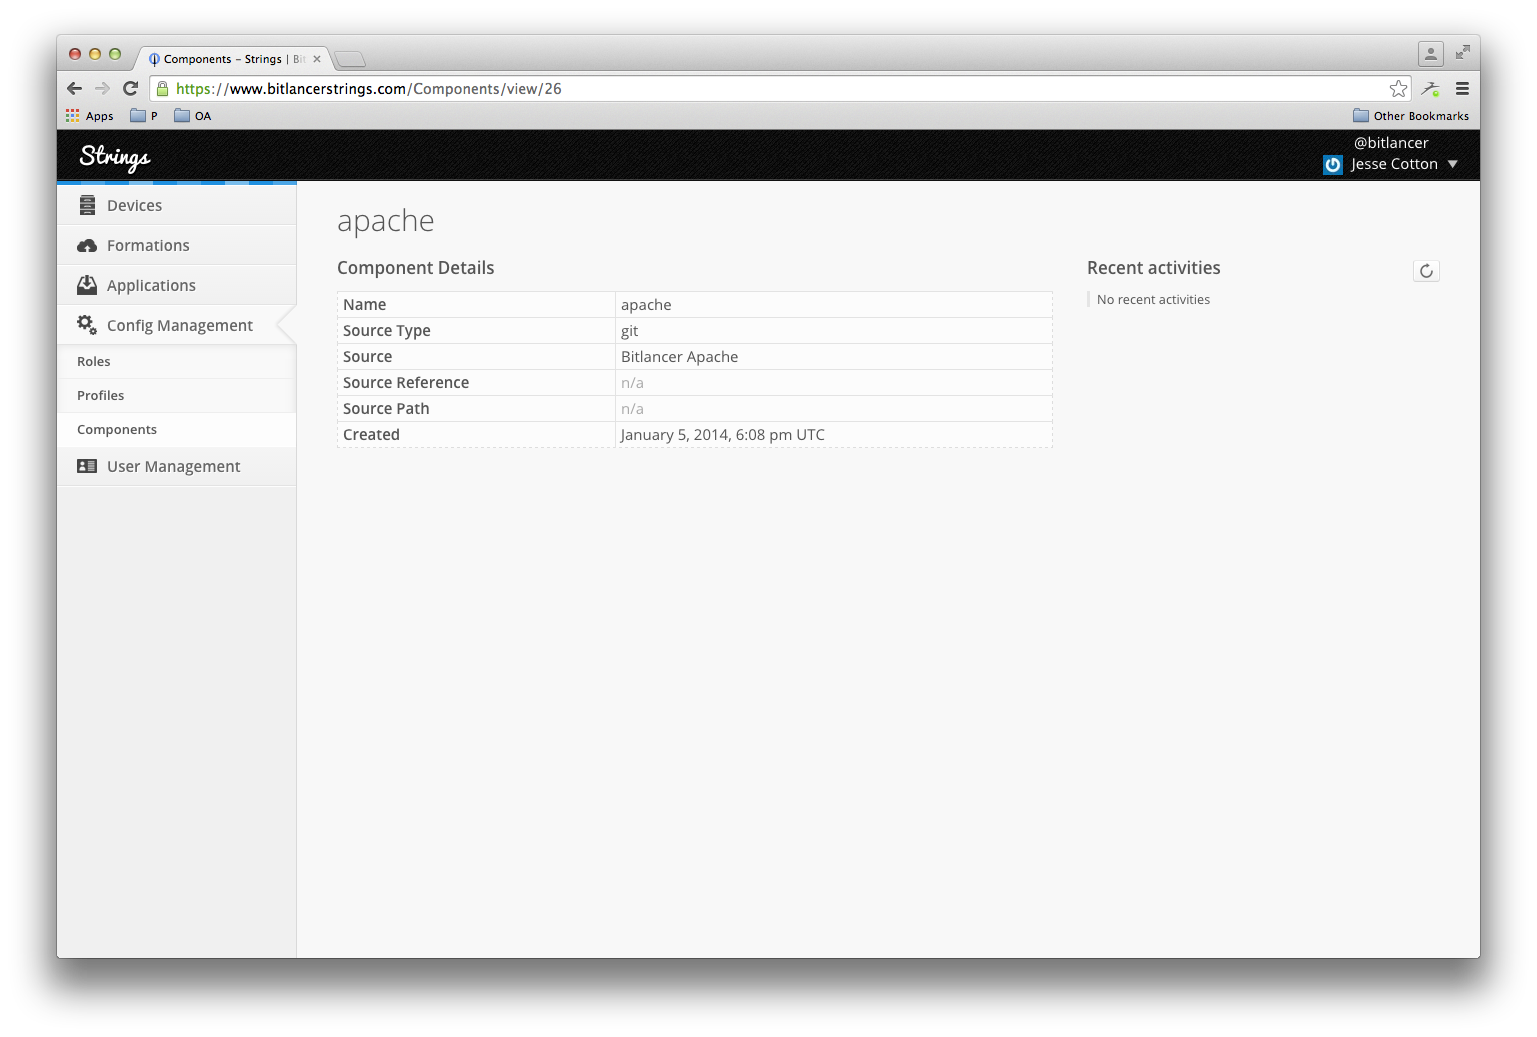 Components – Strings | Bit
https://www.bitlancerstrings.com/Components/view/26
Apps P OA Other Bookmarks
Strings
@bitlancer
Jesse Cotton
Devices
Formations
Applications
Config Management
Roles
Profiles
Components
User Management
apache
Component Details
Name apache
Source Type git
Source Bitlancer Apache
Source Reference n/a
Source Path n/a
Created January 5, 2014, 6:08 pm UTC
Recent activities
No recent activities